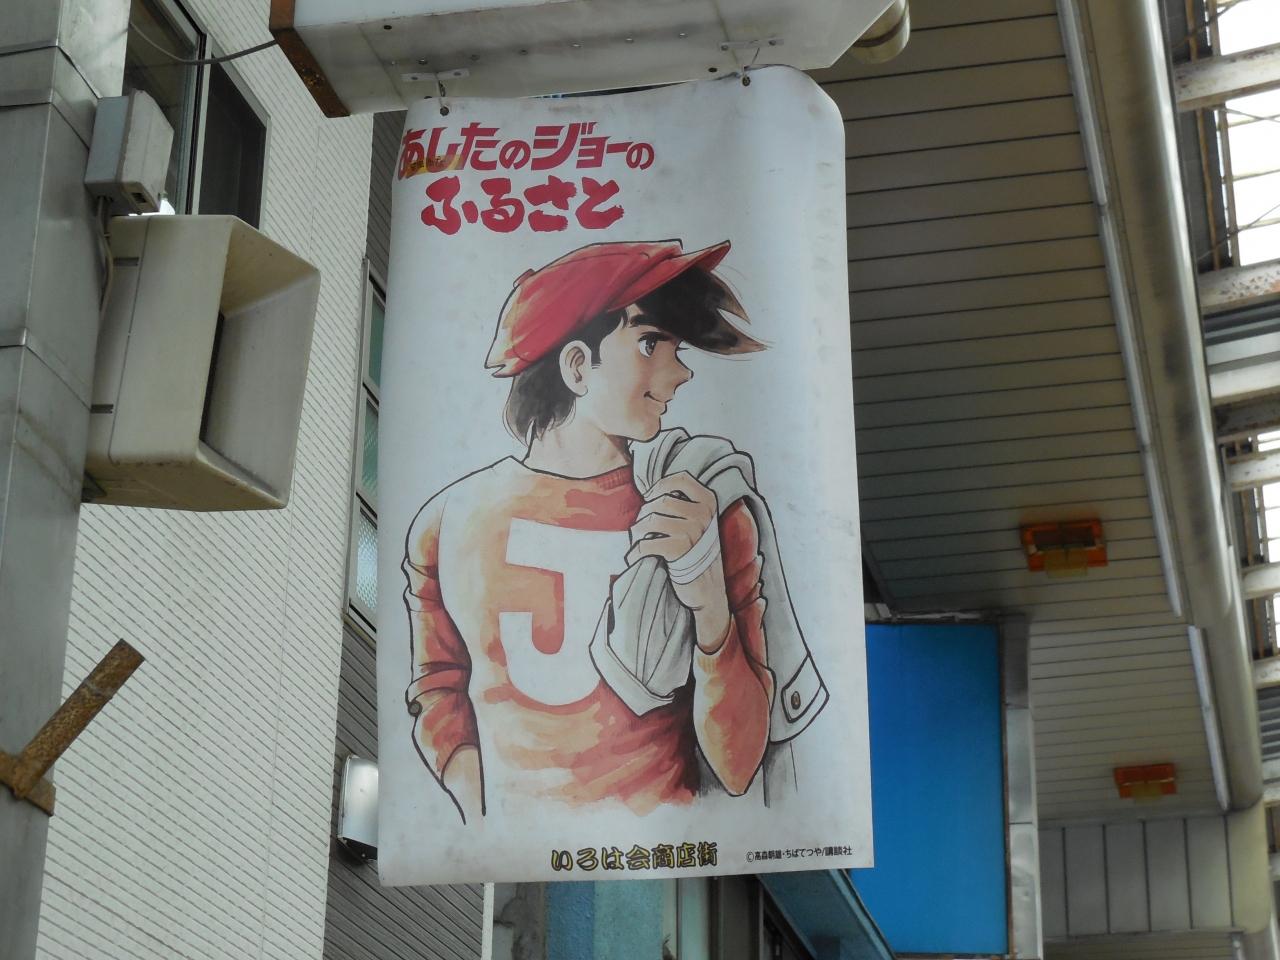 あしたのジョーの
ふるさと
J
いろは会商店街
©高森朝雄・ちばてつや/講談社